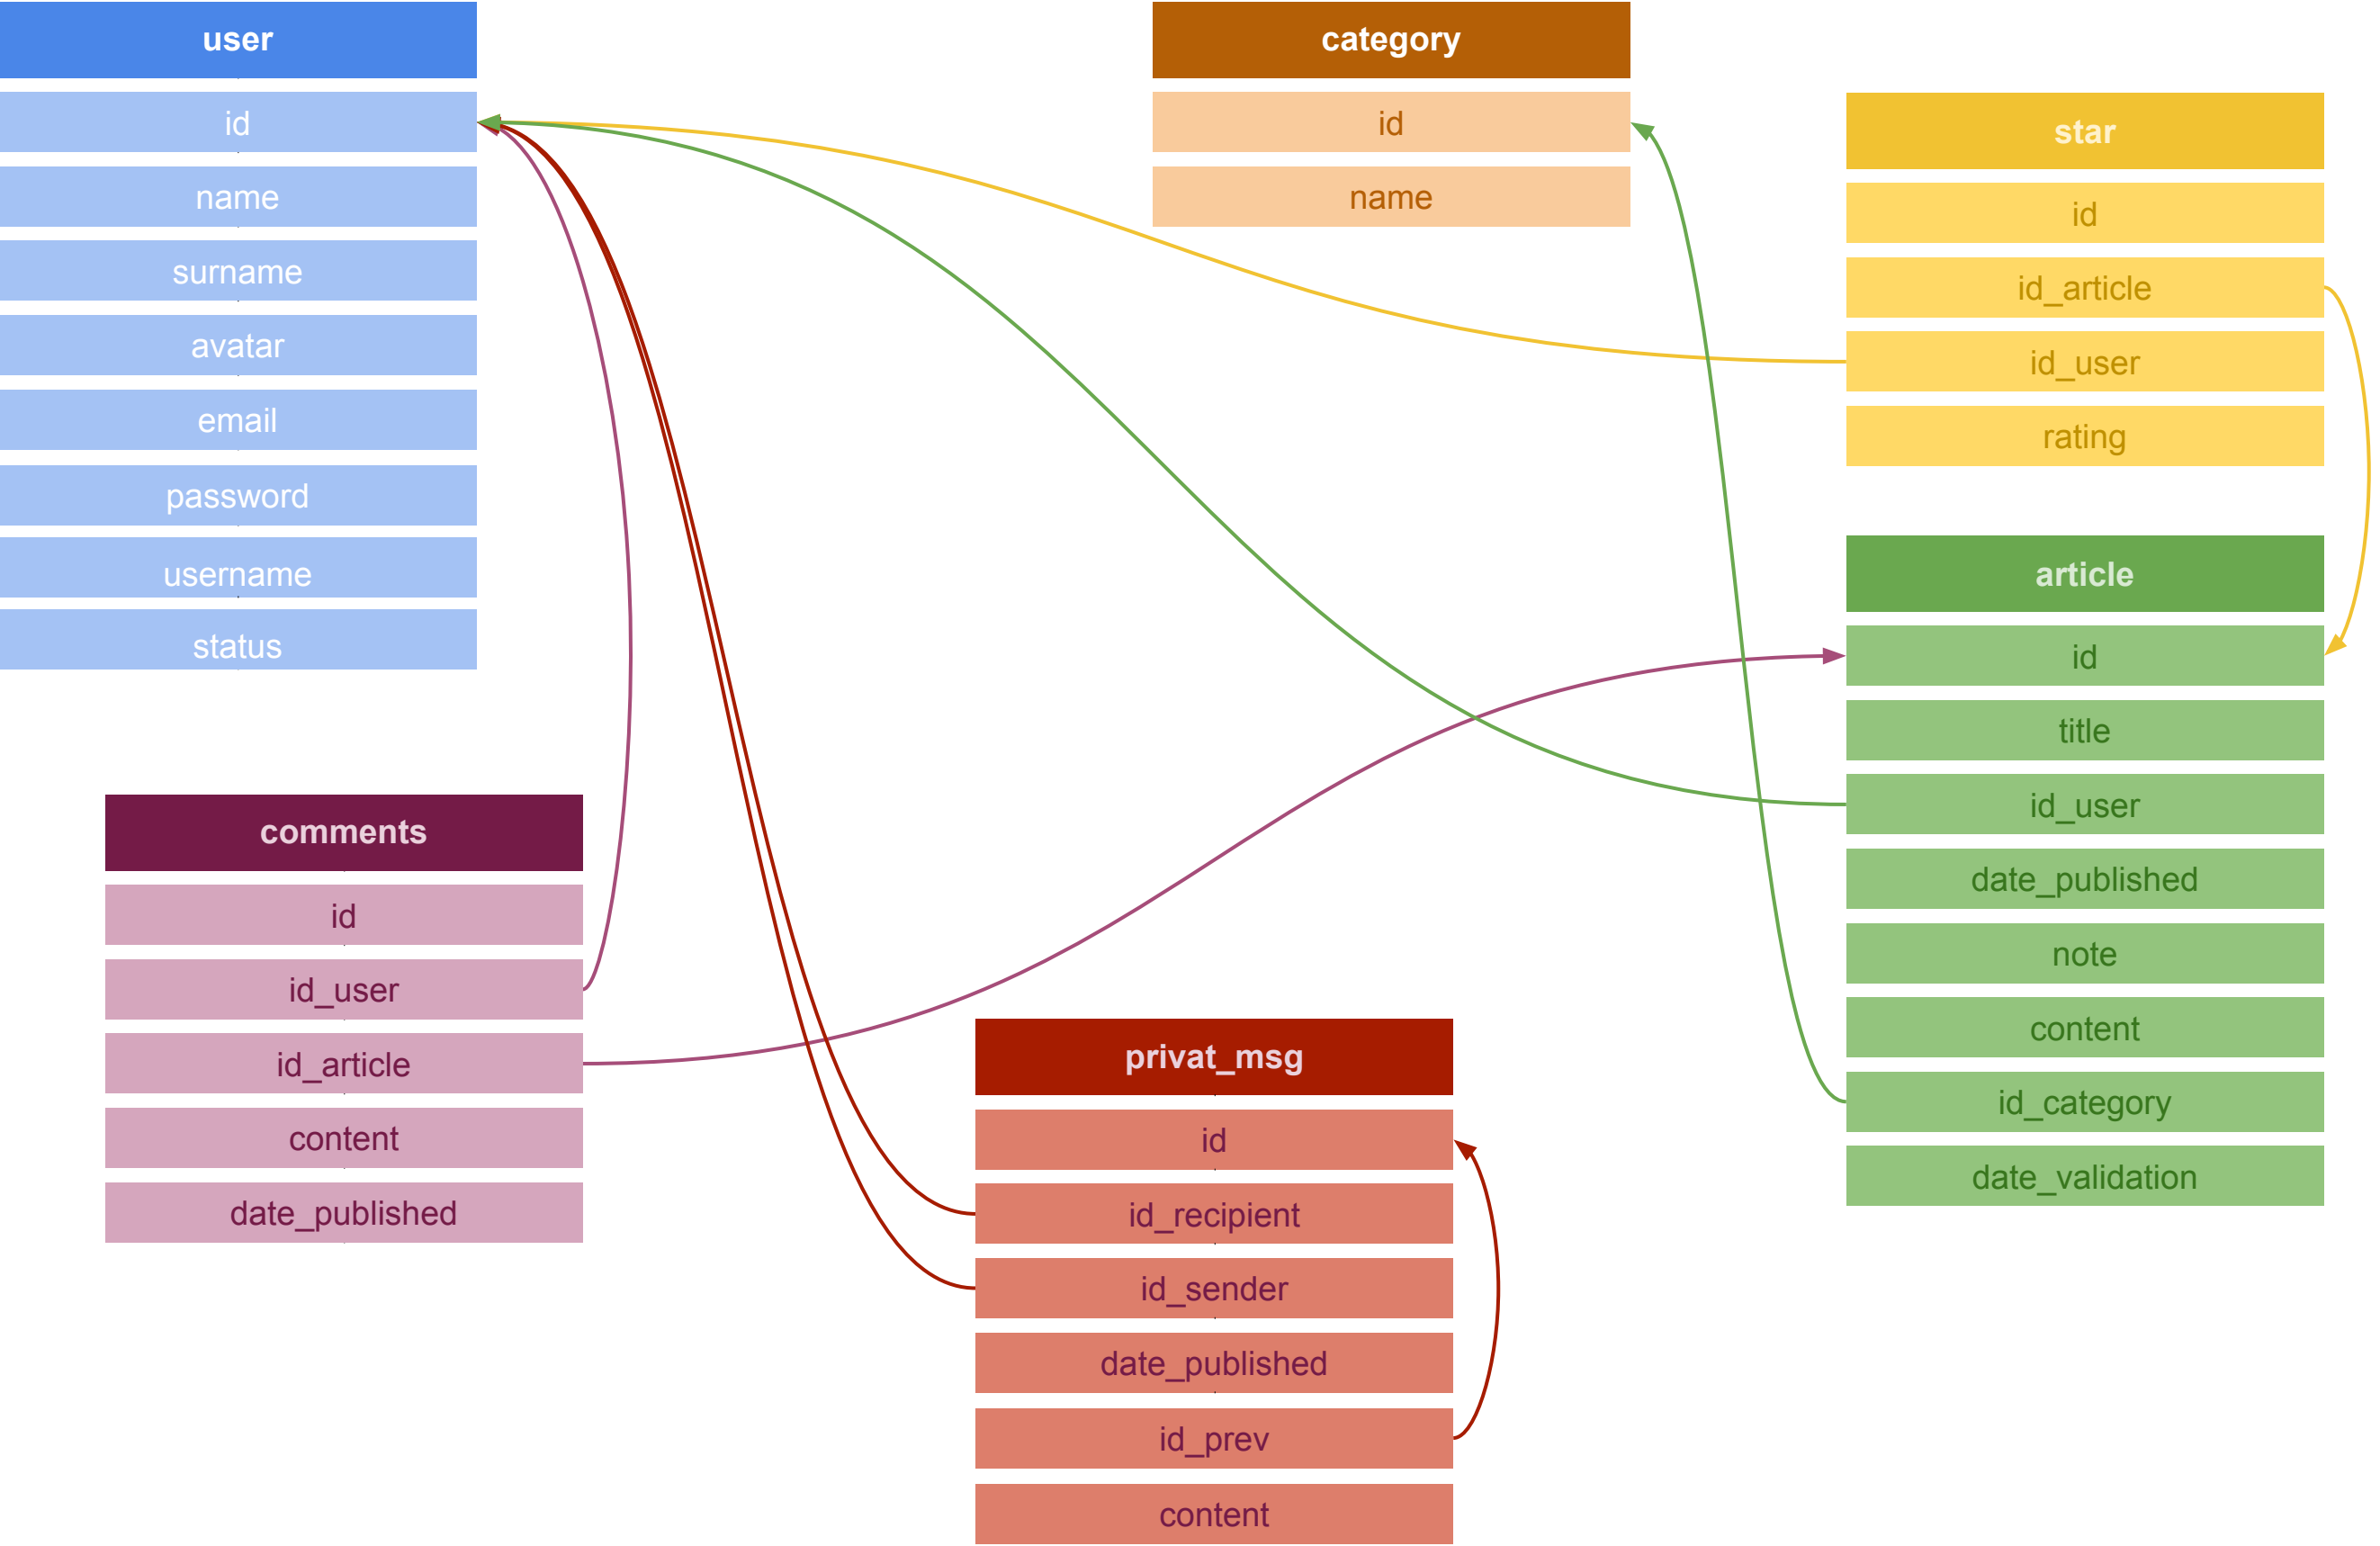 user
id
name
surname
avatar
email
password
username
status
category
id
name
star
id
id_article
id_user
rating
article
id
title
id_user
date_published
note
content
id_category
date_validation
comments
id
id_user
id_article
content
date_published
privat_msg
id
id_recipient
id_sender
date_published
id_prev
content